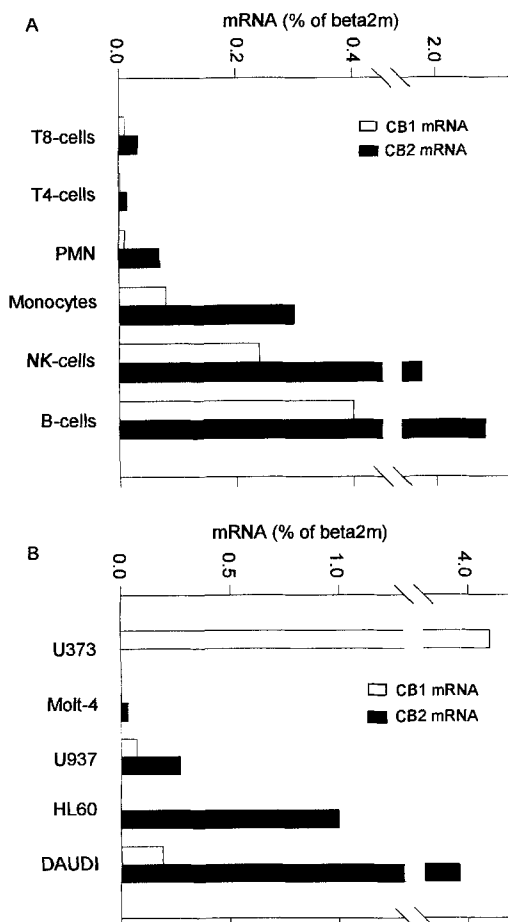 A
mRNA (% of beta2m)
0.0
0.2
0.4
2.0
CB1 mRNA
CB2 mRNA
T8-cells
T4-cells
PMN
Monocytes
NK-cells
B-cells
B
mRNA (% of beta2m)
0.0
0.5
1.0
4.0
CB1 mRNA
CB2 mRNA
U373
Molt-4
U937
HL60
DAUDI